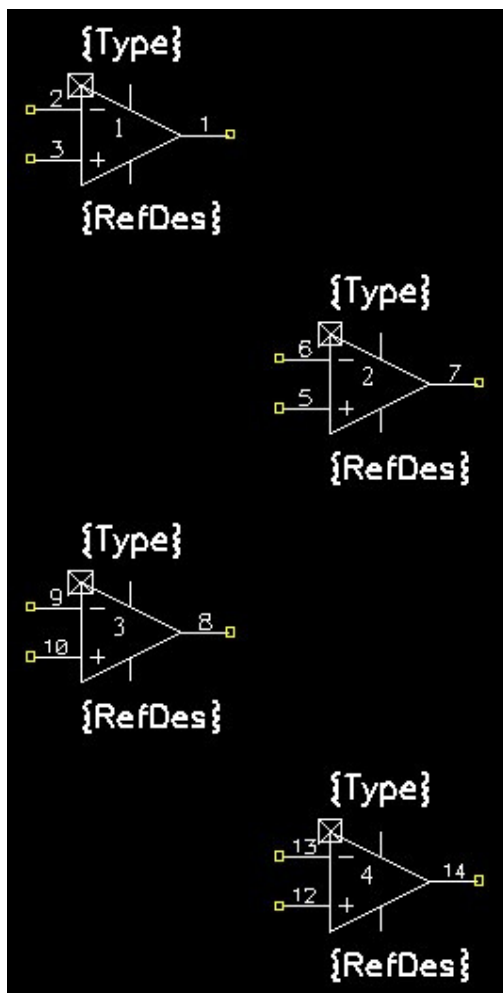 {Type}
2 − 1 1
3 +
{RefDes}
{Type}
6 − 2 7
5 +
{RefDes}
{Type}
9 − 3 8
10 +
{RefDes}
{Type}
13 − 4 14
12 +
{RefDes}